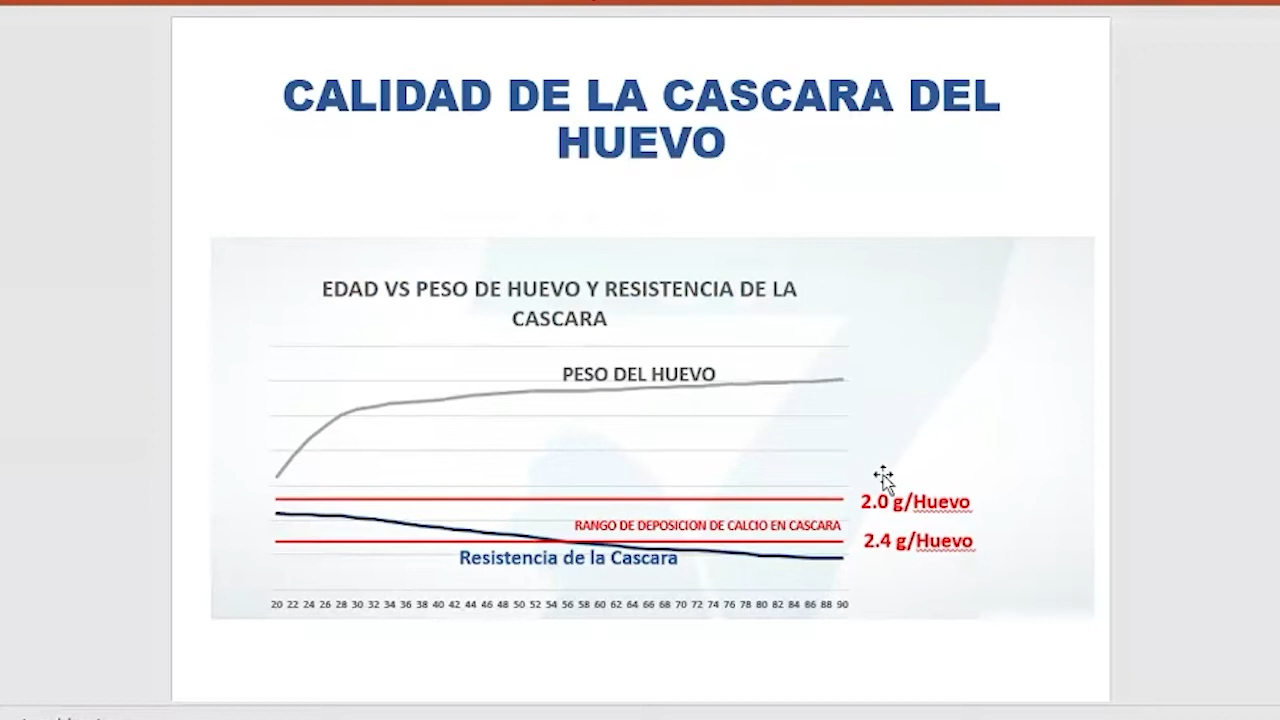 CALIDAD DE LA CASCARA DEL
HUEVO
EDAD VS PESO DE HUEVO Y RESISTENCIA DE LA
CASCARA
PESO DEL HUEVO
2.0 g/Huevo
RANGO DE DEPOSICION DE CALCIO EN CASCARA
2.4 g/Huevo
Resistencia de la Cascara
20 22 24 26 28 30 32 34 36 38 40 42 44 46 48 50 52 54 56 58 60 62 64 66 68 70 72 74 76 78 80 82 84 86 88 90